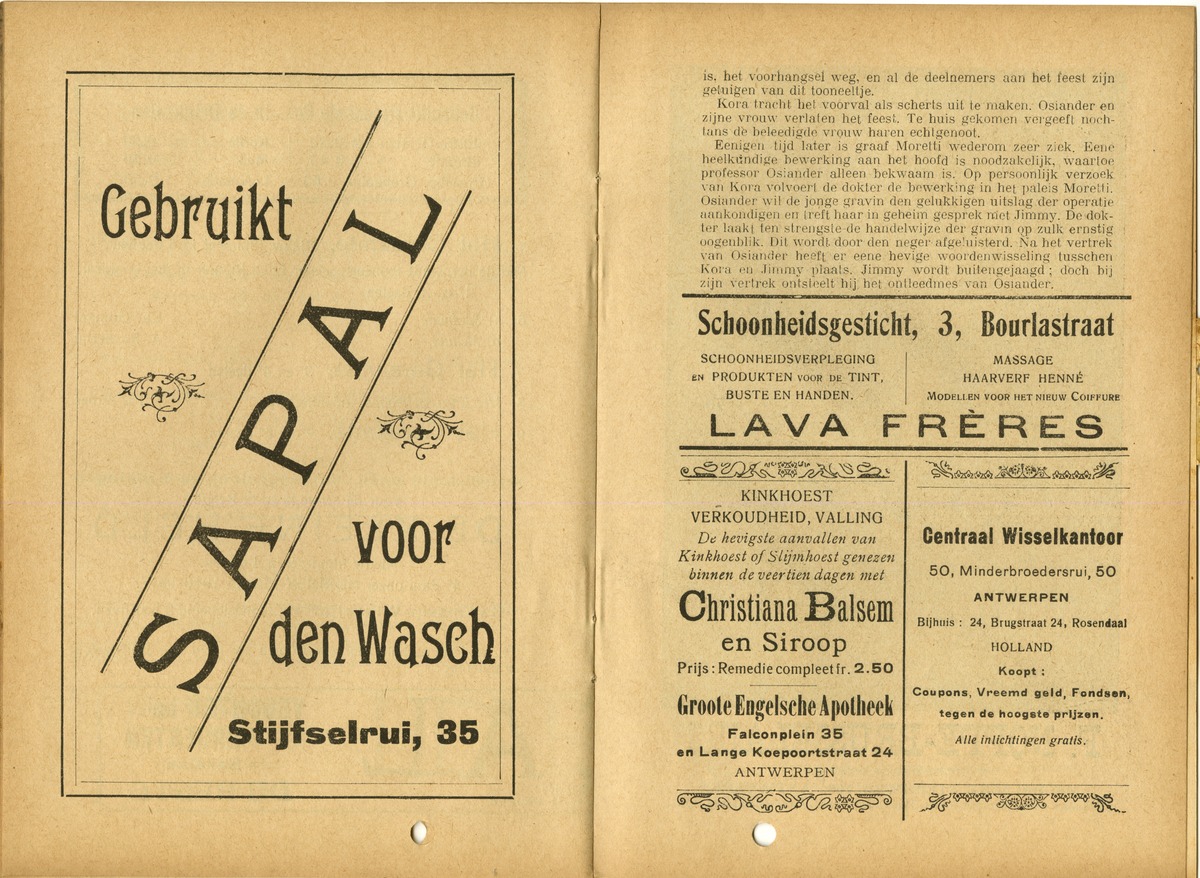 Gebruikt
SAPAL
voor
den Wasch
Stijfselrui, 35
is, het voorhangsel weg, en al de deelnemers aan het feest zijn
getuigen van dit tooneeltje.
Kora tracht het voorval als scherts uit te maken. Osiander en
zijne vrouw verlaten het feest. Te huis gekomen vergeeft noch-
tans de beleedigde vrouw haren echtgenoot.
Eenigen tijd later is graaf Moretti wederom zeer ziek. Eene
heelkundige bewerking aan het hoofd is noodzakelijk, waartoe
professor Osiander alleen bekwaam is. Op persoonlijk verzoek
van Kora volvoert de dokter de bewerking in het paleis Moretti.
Osiander wil de jonge gravin den gelukkigen uitslag der operatie
aankondigen en treft haar in geheim gesprek met Jimmy. De dok-
ter laakt ten strengste de handelwijze der gravin op zulk ernstig
oogenblik. Dit wordt door den neger afgeluisterd. Na het vertrek
van Osiander heeft er eene hevige woordenwisseling tusschen
Kora en Jimmy plaats. Jimmy wordt buitengejaagd ; doch bij
zijn vertrek ontsteelt hij het ontleedmes van Osiander.
Schoonheidsgesticht, 3, Bourlastraat
SCHOONHEIDSVERPLEGING
EN PRODUKTEN VOOR DE TINT,
BUSTE EN HANDEN.
MASSAGE
HAARVERF HENNÉ
MODELLEN VOOR HET NIEUW COIFFURE
LAVA FRÈRES
KINKHOEST
VERKOUDHEID, VALLING
De hevigste aanvallen van
Kinkhoest of Slijmhoest genezen
binnen de veertien dagen met
Christiana Balsem
en Siroop
Prijs : Remedie compleet fr. 2.50
Groote Engelsche Apotheek
Falconplein 35
en Lange Koepoortstraat 24
ANTWERPEN
Centraal Wisselkantoor
50, Minderbroedersrui, 50
ANTWERPEN
Bijhuis : 24, Brugstraat 24, Rosendaal
HOLLAND
Koopt :
Coupons, Vreemd geld, Fondsen,
tegen de hoogste prijzen.
Alle inlichtingen gratis.